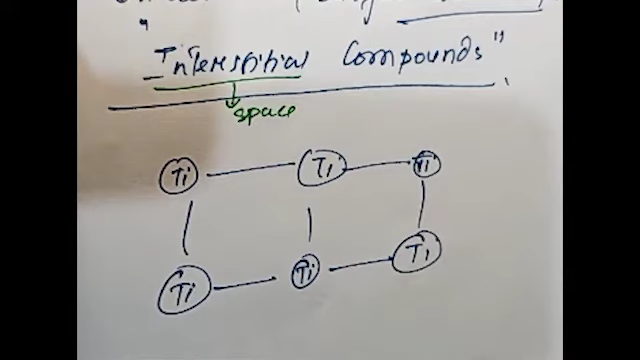 "
Interstitial Compounds"
space
Ti Ti Ti
Ti Ti Ti